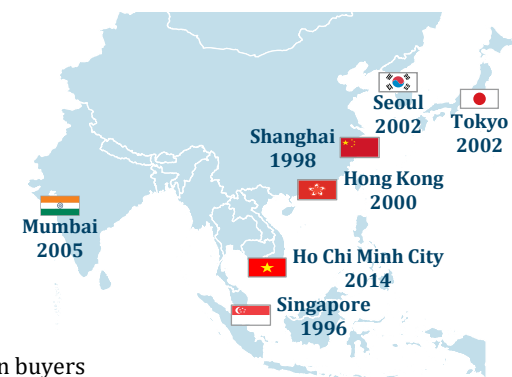 Seoul
2002
Tokyo
2002
Shanghai
1998
Hong Kong
2000
Mumbai
2005
Ho Chi Minh City
2014
Singapore
1996
buyers